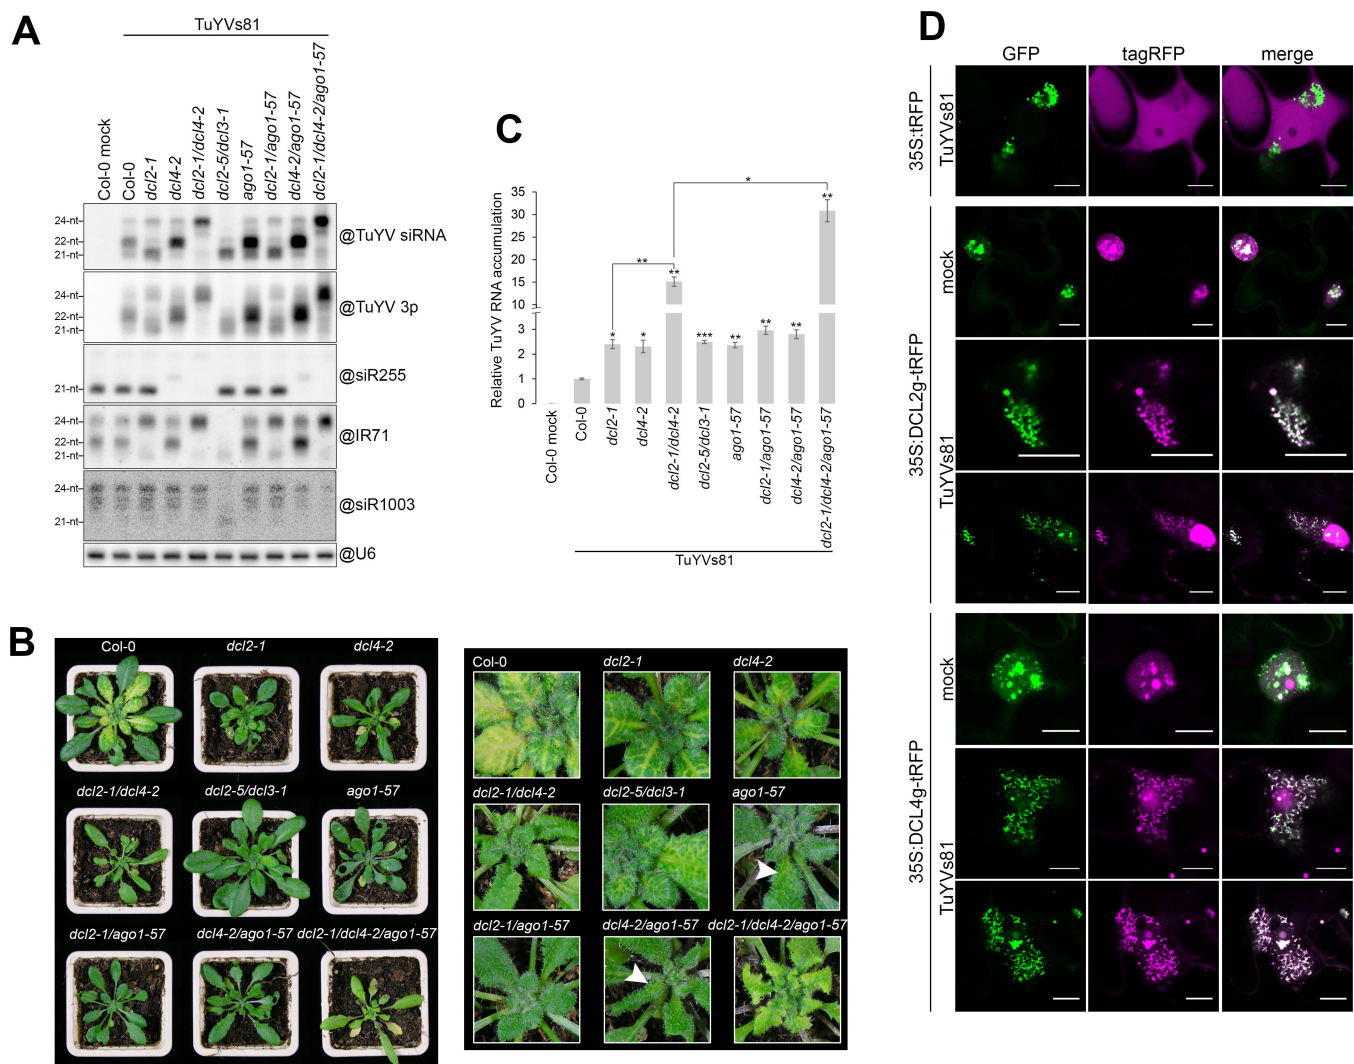 A
TuYVs81
Col-0 mock
Col-0
dcl2-1
dcl4-2
dcl2-1/dcl4-2
dcl2-5/dcl3-1
ago1-57
dcl2-1/ago1-57
dcl4-2/ago1-57
dcl2-1/dcl4-2/ago1-57
24-nt
22-nt
21-nt
@TuYV siRNA
24-nt
22-nt
21-nt
@TuYV 3p
21-nt
@siR255
24-nt
22-nt
21-nt
@IR71
24-nt
21-nt
@siR1003
@U6
B
Col-0 dcl2-1 dcl4-2
dcl2-1/dcl4-2 dcl2-5/dcl3-1 ago1-57
dcl2-1/ago1-57 dcl4-2/ago1-57 dcl2-1/dcl4-2/ago1-57
Col-0 dcl2-1 dcl4-2
dcl2-1/dcl4-2 dcl2-5/dcl3-1 ago1-57
dcl2-1/ago1-57 dcl4-2/ago1-57 dcl2-1/dcl4-2/ago1-57
C
Relative TuYV RNA accumulation
35
30
25
20
15
10
3
2
1
0
*
**
**
**
*
*
***
**
**
**
Col-0 mock
Col-0
dcl2-1
dcl4-2
dcl2-1/dcl4-2
dcl2-5/dcl3-1
ago1-57
dcl2-1/ago1-57
dcl4-2/ago1-57
dcl2-1/dcl4-2/ago1-57
TuYVs81
D
GFP tagRFP merge
35S:tRFP
TuYVs81
35S:DCL2g-tRFP
mock
TuYVs81
35S:DCL4g-tRFP
mock
TuYVs81